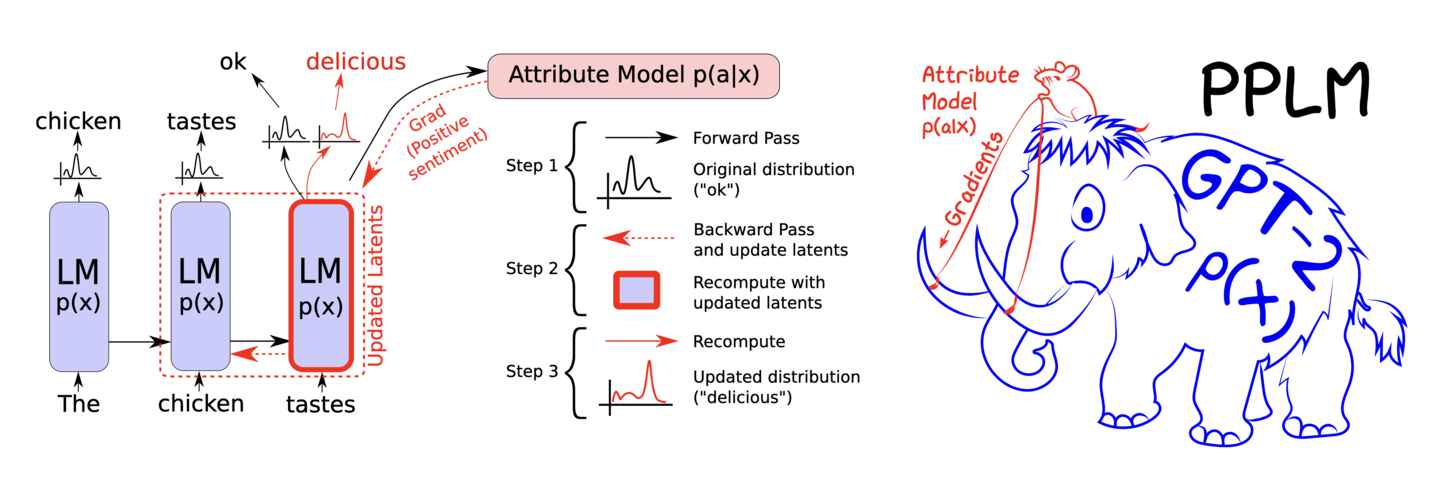 ok
delicious
Attribute Model p(a|x)
chicken
tastes
Grad
(Positive
sentiment)
LM
p(x)
LM
p(x)
LM
p(x)
Updated Latents
The
chicken
tastes
Step 1
Forward Pass
Original distribution
("ok")
Step 2
Backward Pass
and update latents
Recompute with
updated latents
Step 3
Recompute
Updated distribution
("delicious")
Attribute
Model
p(a|x)
Gradients
PPLM
GPT-2
p(x)